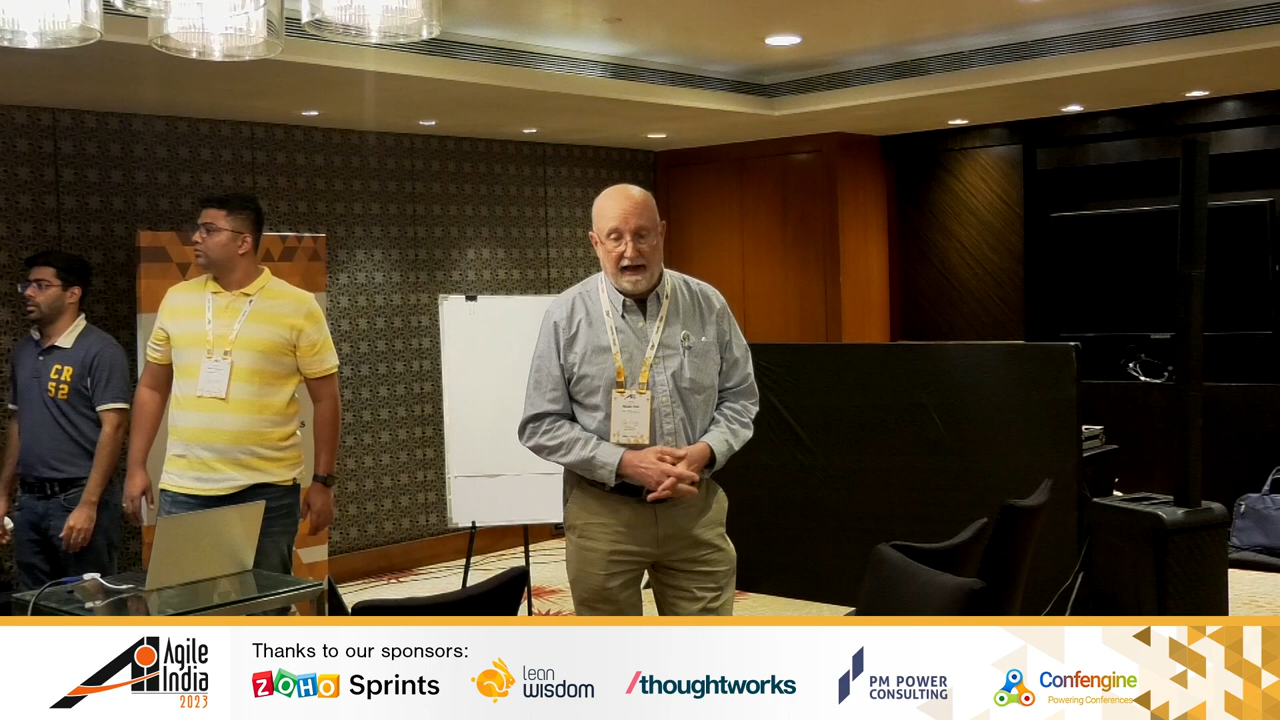 CR
52
Agile
India
2023
Thanks to our sponsors:
ZOHO Sprints
lean
wisdom
/thoughtworks
PM POWER
CONSULTING
Confengine
Powering Conferences